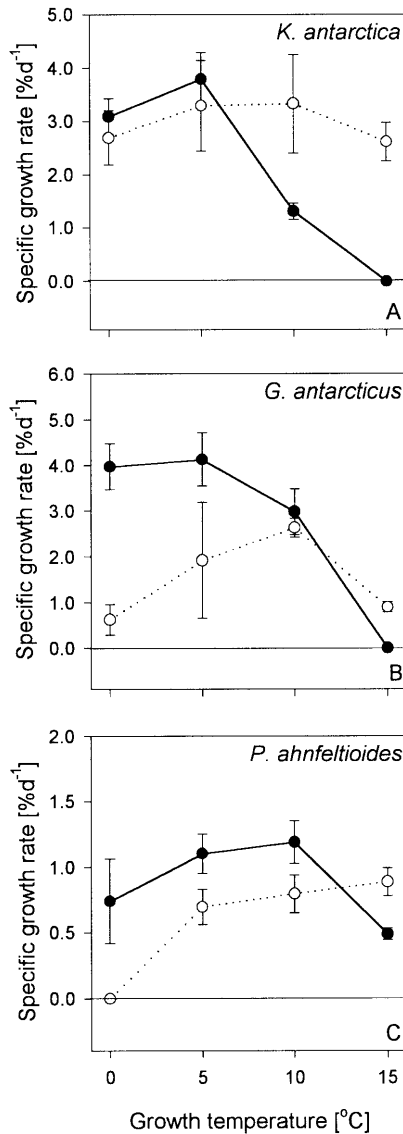 K. antarctica
5.0
4.0
3.0
2.0
1.0
0.0
Specific growth rate [%d⁻¹]
A
G. antarcticus
6.0
5.0
4.0
3.0
2.0
1.0
0.0
Specific growth rate [%d⁻¹]
B
P. ahnfeltioides
2.0
1.5
1.0
0.5
0.0
Specific growth rate [%d⁻¹]
C
0 5 10 15
Growth temperature [°C]